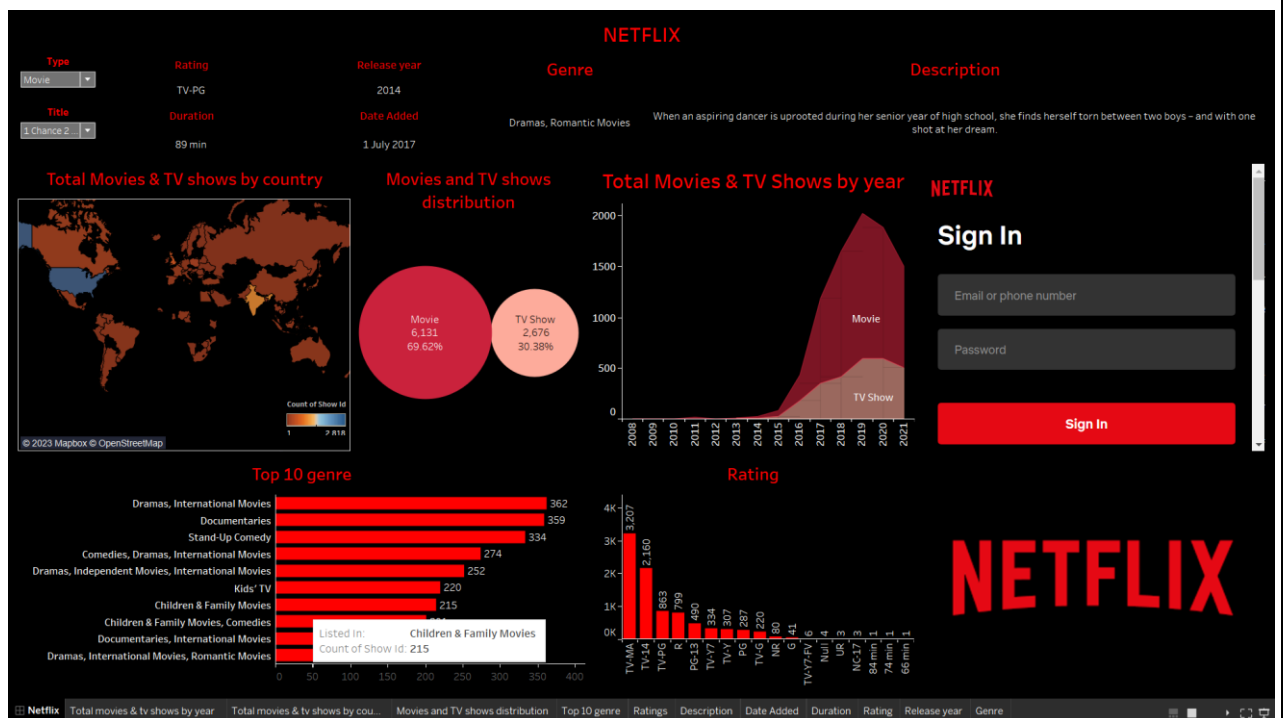 NETFLIX
Type
Movie
Rating
TV-PG
Release year
2014
Genre
Description
Title
1 Chance 2 ...
Duration
89 min
Date Added
1 July 2017
Dramas, Romantic Movies
When an aspiring dancer is uprooted during her senior year of high school, she finds herself torn between two boys – and with one
shot at her dream.
Total Movies & TV shows by country
Count of Show Id
1 2,818
© 2023 Mapbox © OpenStreetMap
Movies and TV shows
distribution
Movie
6,131
69.62%
TV Show
2,676
30.38%
Total Movies & TV Shows by year
2000
1500
1000
500
0
Movie
TV Show
2008 2009 2010 2011 2012 2013 2014 2015 2016 2017 2018 2019 2020 2021
NETFLIX
Sign In
Email or phone number
Password
Sign In
Top 10 genre
Dramas, International Movies 362
Documentaries 359
Stand-Up Comedy 334
Comedies, Dramas, International Movies 274
Dramas, Independent Movies, International Movies 252
Kids' TV 220
Children & Family Movies 215
Children & Family Movies, Comedies
Documentaries, International Movies
Dramas, International Movies, Romantic Movies
Listed In: Children & Family Movies
Count of Show Id: 215
0 50 100 150 200 250 300 350 400
Rating
4K
3K
2K
1K
0K
3,207 2,160 863 799 490 334 307 287 220 80 41 6 4 3 3 1 1 1
TV-MA TV-14 TV-PG R PG-13 TV-Y7 TV-Y PG TV-G NR G TV-Y7-FV Null UR NC-17 84 min 74 min 66 min
NETFLIX
Netflix Total movies & tv shows by year Total movies & tv shows by cou... Movies and TV shows distribution Top 10 genre Ratings Description Date Added Duration Rating Release year Genre